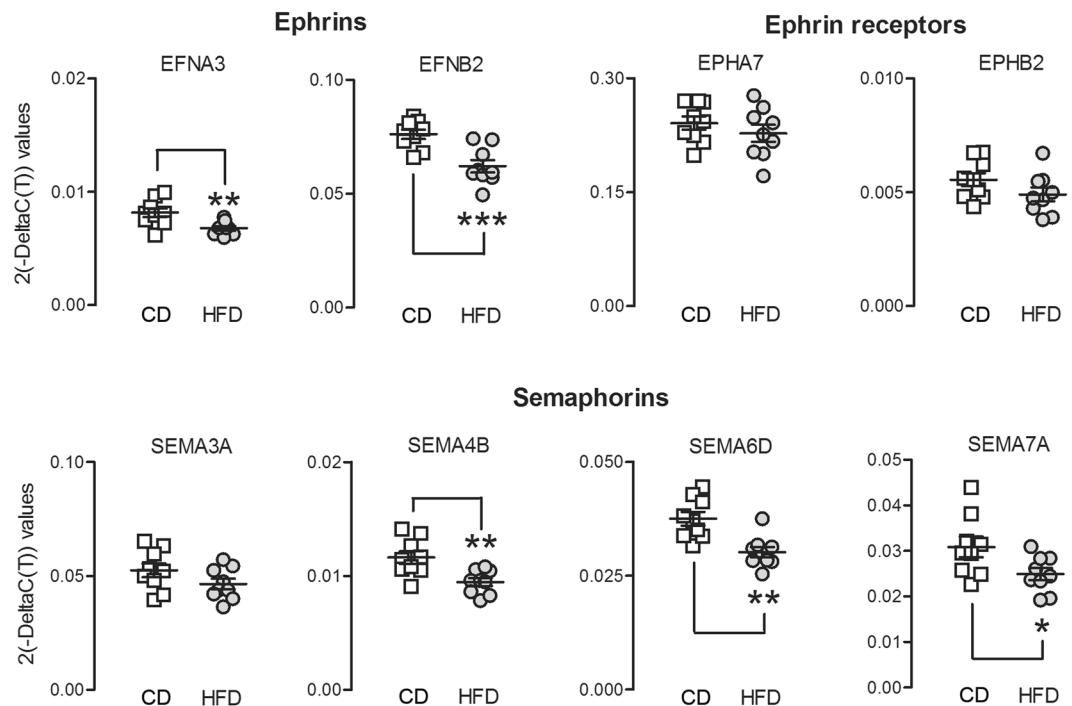 Ephrins
Ephrin receptors
EFNA3
EFNB2
EPHA7
EPHB2
2(-DeltaC(T)) values
0.02
0.01
0.00
**
CD HFD
0.10
0.05
0.00
***
CD HFD
0.30
0.15
0.00
CD HFD
0.010
0.005
0.000
CD HFD
Semaphorins
SEMA3A
SEMA4B
SEMA6D
SEMA7A
2(-DeltaC(T)) values
0.10
0.05
0.00
CD HFD
0.02
0.01
0.00
**
CD HFD
0.050
0.025
0.000
**
CD HFD
0.05
0.04
0.03
0.02
0.01
0.00
*
CD HFD